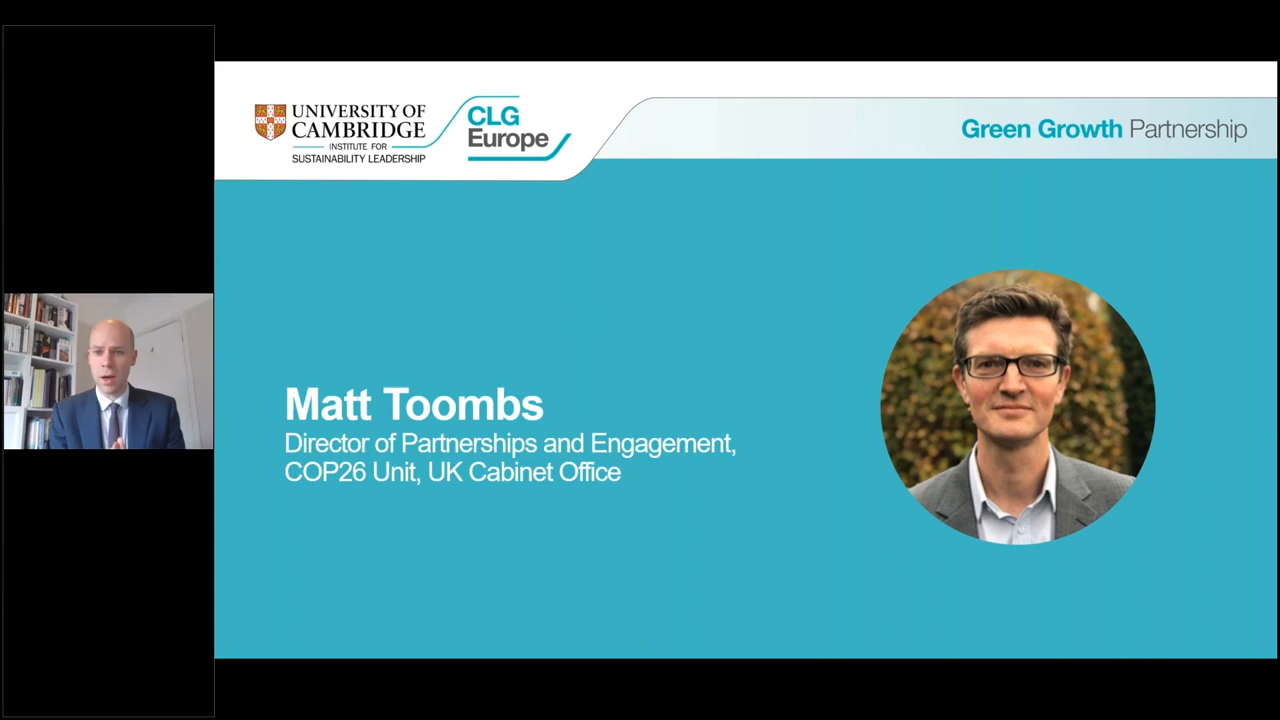 UNIVERSITY OF
CAMBRIDGE
INSTITUTE FOR
SUSTAINABILITY LEADERSHIP
CLG
Europe
Green Growth Partnership
Matt Toombs
Director of Partnerships and Engagement,
COP26 Unit, UK Cabinet Office